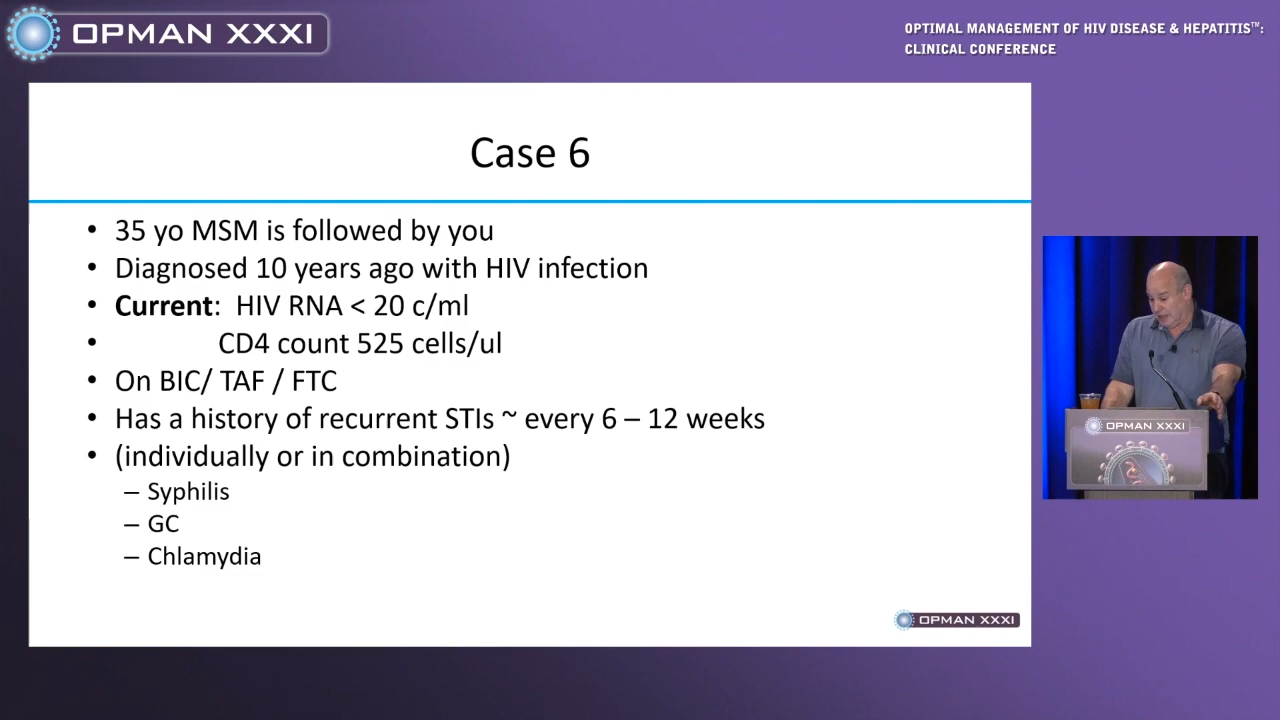 OPMAN XXXI
OPTIMAL MANAGEMENT OF HIV DISEASE & HEPATITIS™:
CLINICAL CONFERENCE
Case 6
• 35 yo MSM is followed by you
• Diagnosed 10 years ago with HIV infection
• Current: HIV RNA < 20 c/ml
• CD4 count 525 cells/ul
• On BIC/ TAF / FTC
• Has a history of recurrent STIs ~ every 6 – 12 weeks
• (individually or in combination)
– Syphilis
– GC
– Chlamydia
OPMAN XXXI
OPMAN XXXI